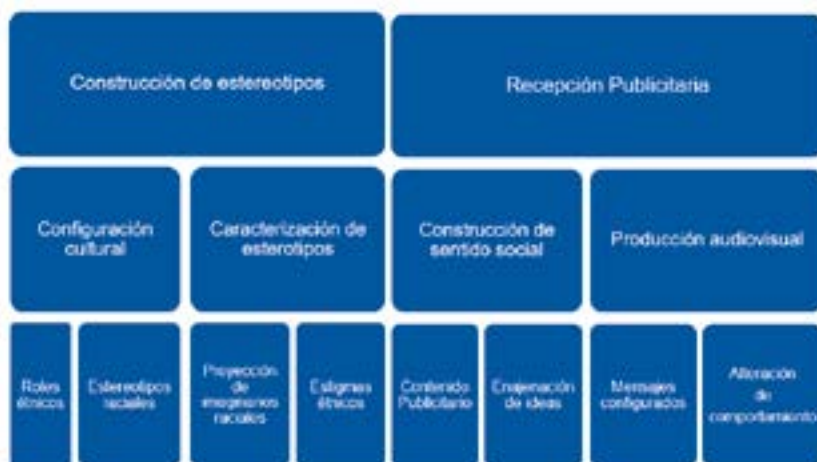 Construcción de estereotipos
Recepción Publicitaria
Configuración
cultural
Caracterización de
esterotipos
Construcción de
sentido social
Producción audiovisual
Roles
étnicos
Estereotipos
raciales
Proyección
de
imaginarios
raciales
Estigmas
étnicos
Contenido
Publicitario
Enajenación
de ideas
Mensajes
configurados
Alteración
de
comportamiento